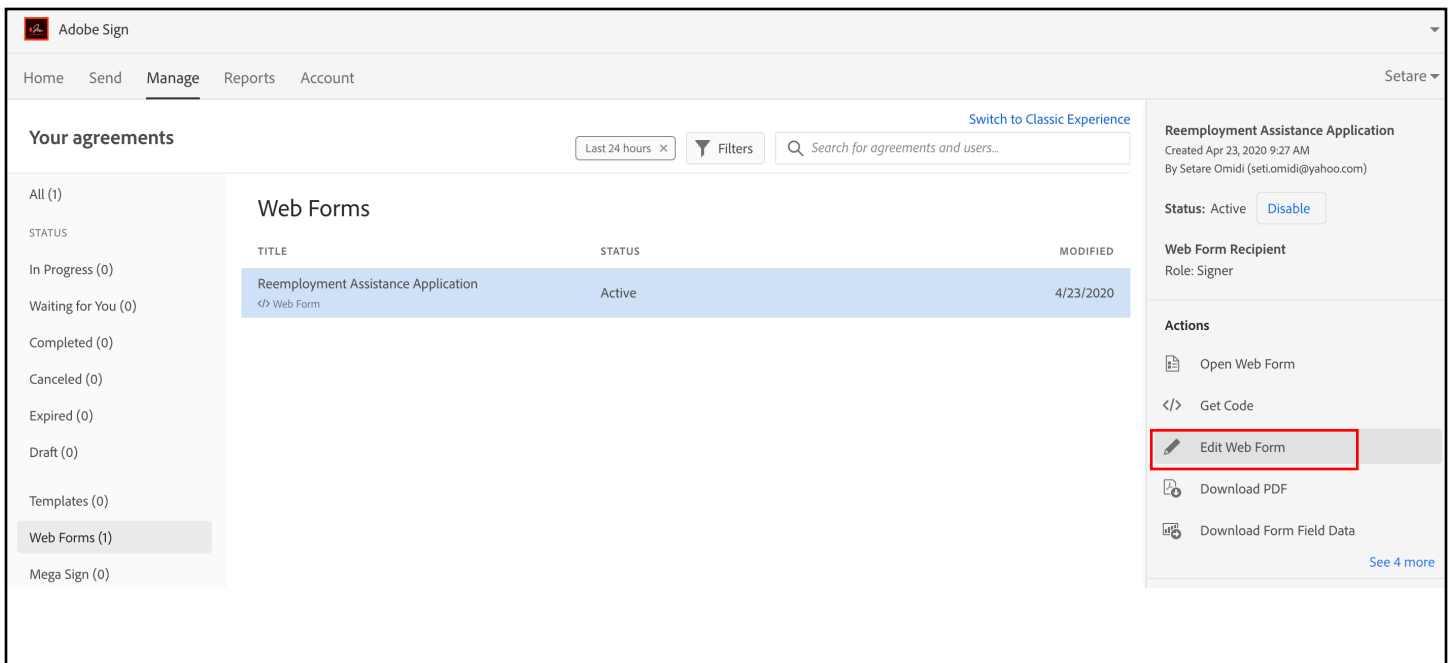 Adobe Sign
Home Send Manage Reports Account Setare
Switch to Classic Experience
Your agreements
Last 24 hours ×
Filters
Search for agreements and users...
All (1)
STATUS
In Progress (0)
Waiting for You (0)
Completed (0)
Canceled (0)
Expired (0)
Draft (0)
Templates (0)
Web Forms (1)
Mega Sign (0)
Web Forms
TITLE STATUS MODIFIED
Reemployment Assistance Application Active 4/23/2020
</> Web Form
Reemployment Assistance Application
Created Apr 23, 2020 9:27 AM
By Setare Omidi (seti.omidi@yahoo.com)
Status: Active Disable
Web Form Recipient
Role: Signer
Actions
Open Web Form
</> Get Code
Edit Web Form
Download PDF
Download Form Field Data
See 4 more